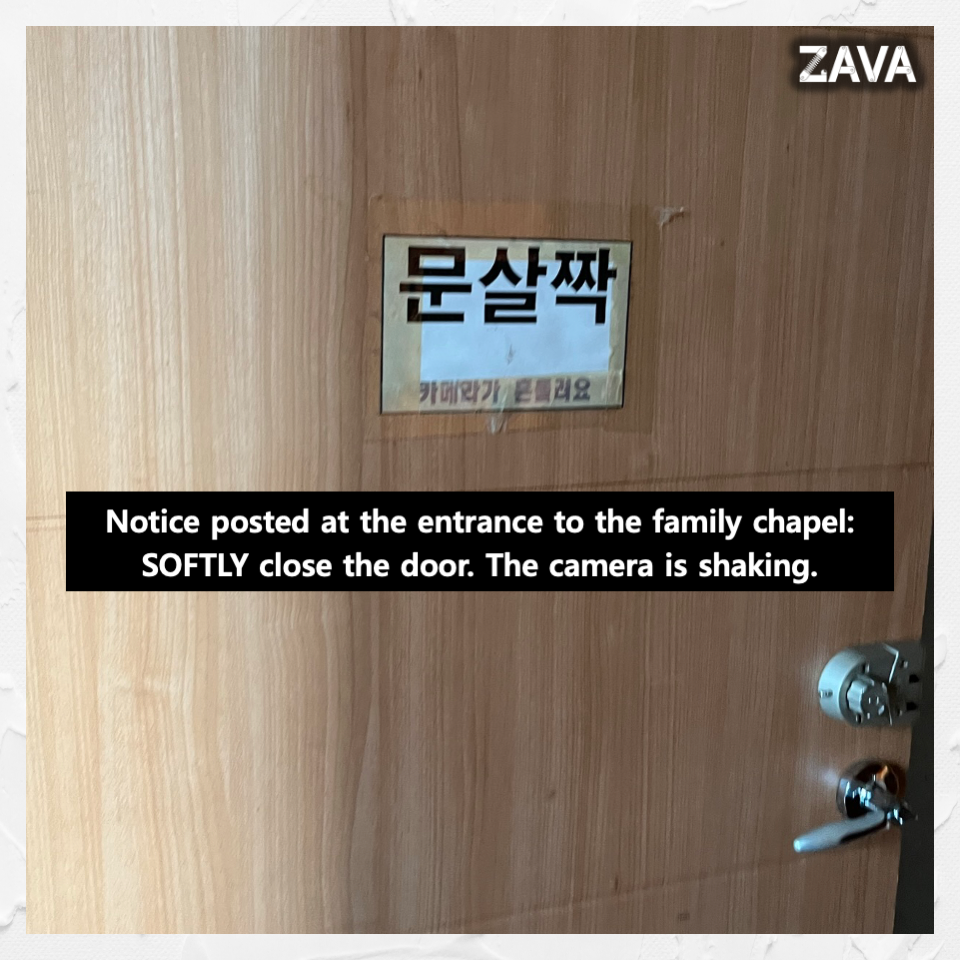 ZAVA
문살짝
카메라가 흔들려요
Notice posted at the entrance to the family chapel:
SOFTLY close the door. The camera is shaking.